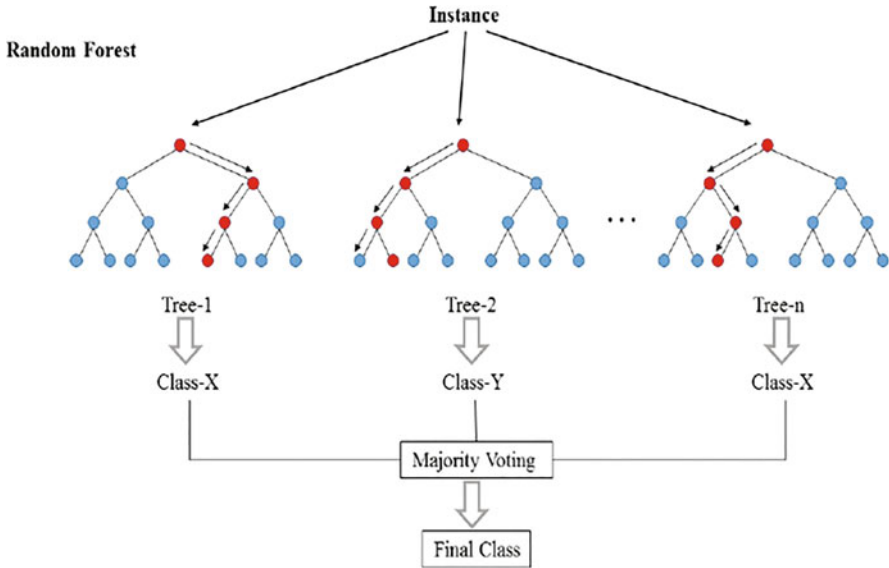 Instance
Random Forest
...
Tree-1 Tree-2 Tree-n
Class-X Class-Y Class-X
Majority Voting
Final Class